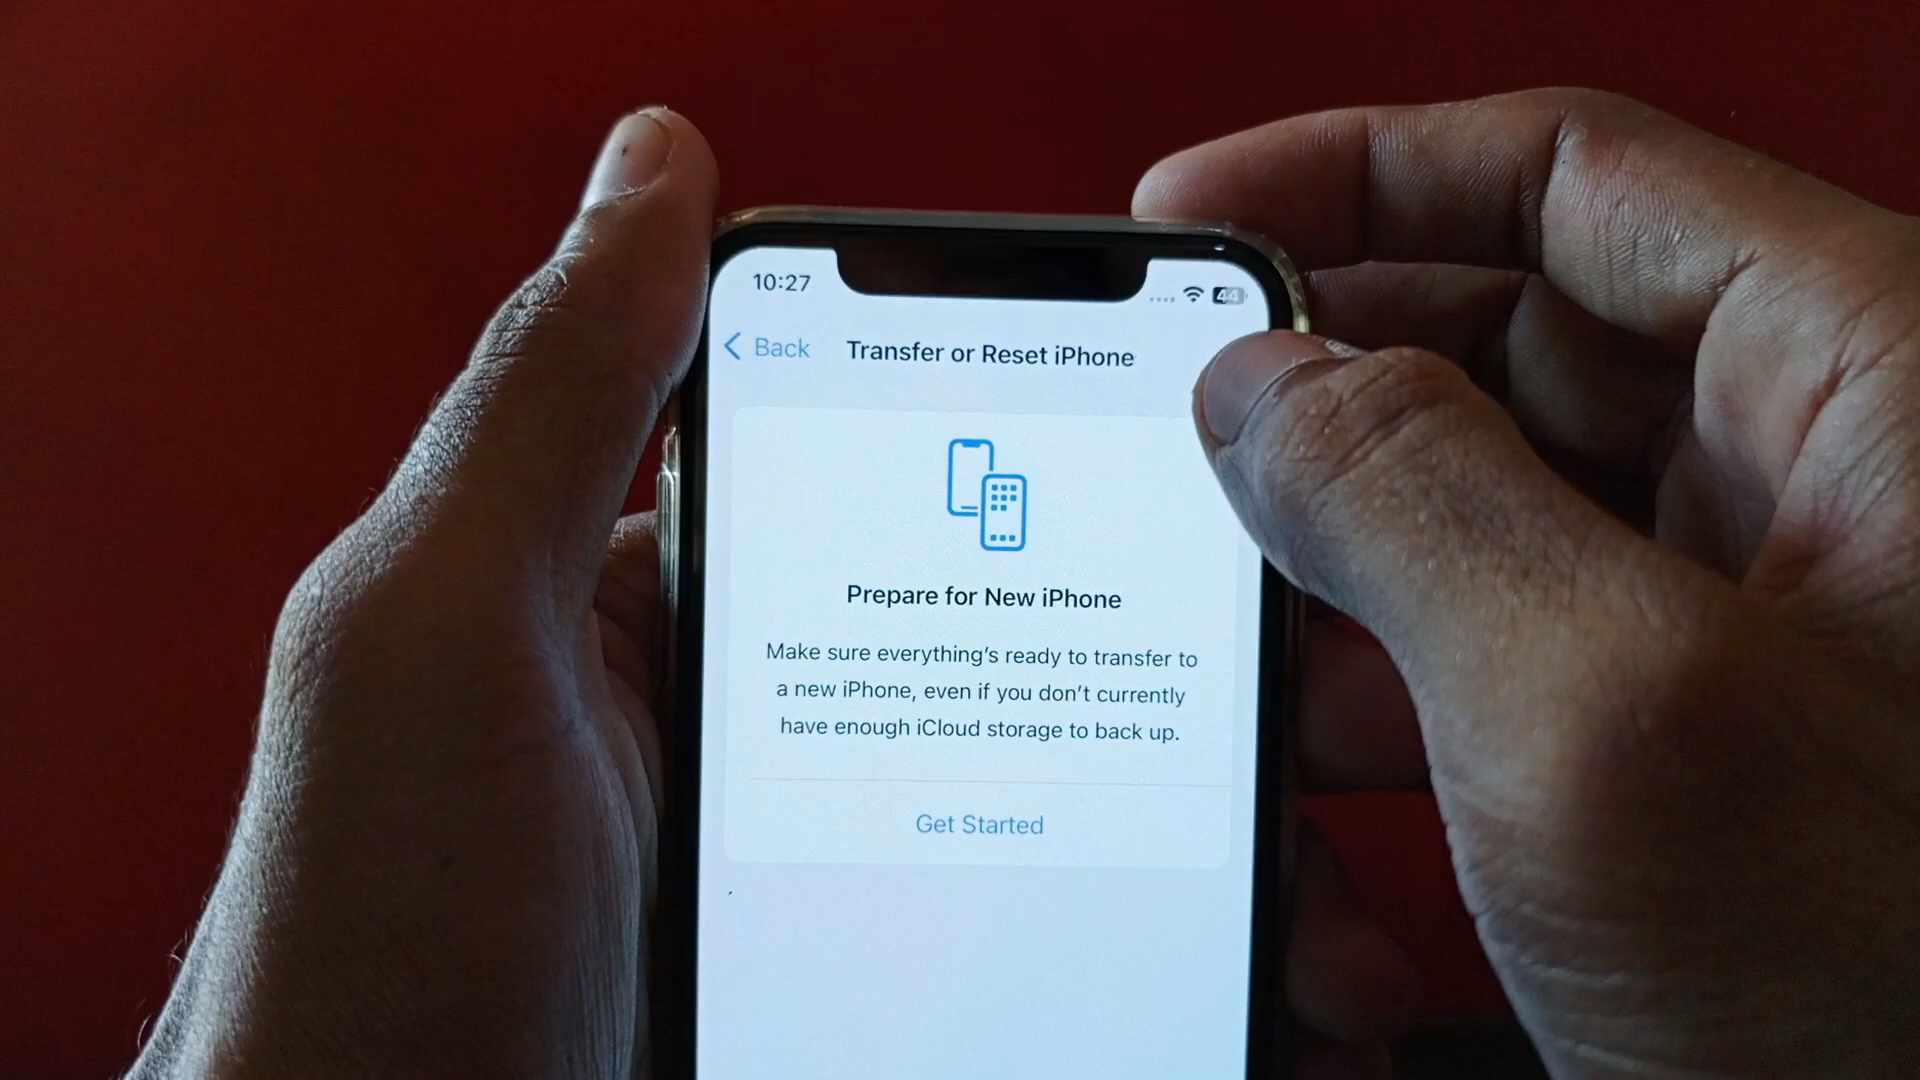 10:27
44
Back
Transfer or Reset iPhone
Prepare for New iPhone
Make sure everything's ready to transfer to
a new iPhone, even if you don't currently
have enough iCloud storage to back up.
Get Started